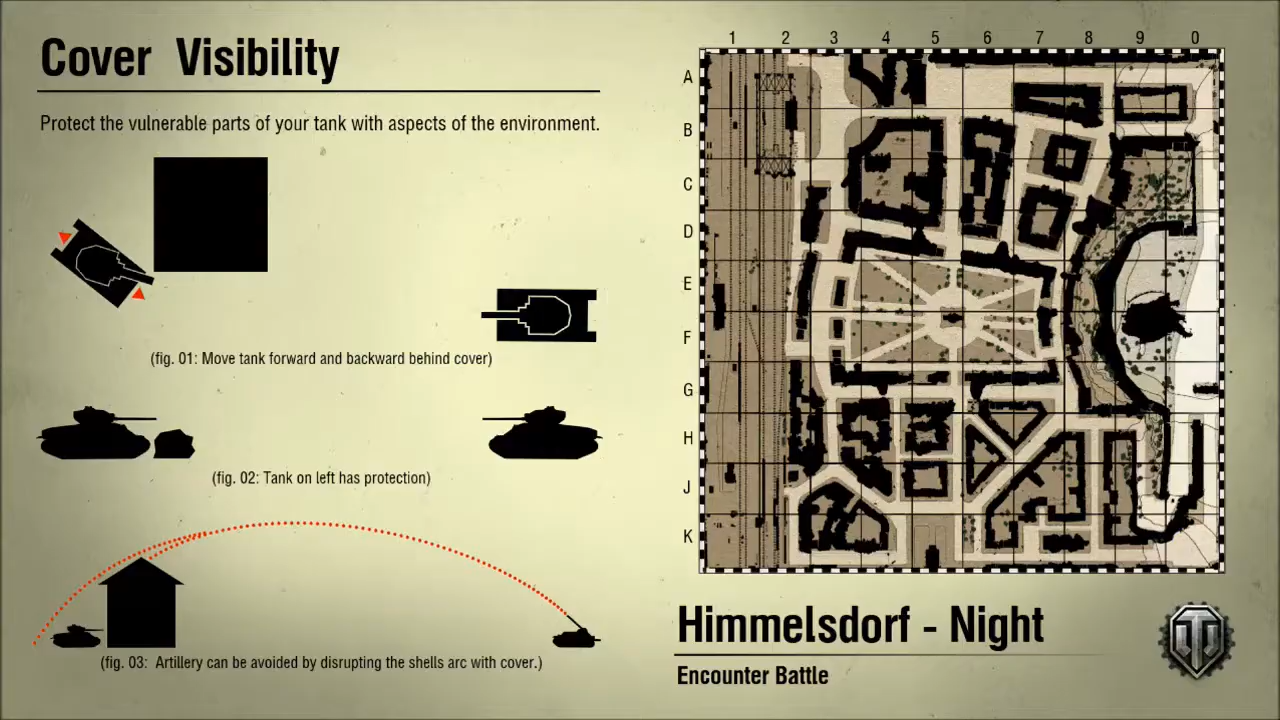 Cover Visibility
Protect the vulnerable parts of your tank with aspects of the environment.
(fig. 01: Move tank forward and backward behind cover)
(fig. 02: Tank on left has protection)
(fig. 03: Artillery can be avoided by disrupting the shells arc with cover.)
1 2 3 4 5 6 7 8 9 0
A
B
C
D
E
F
G
H
J
K
Himmelsdorf - Night
Encounter Battle